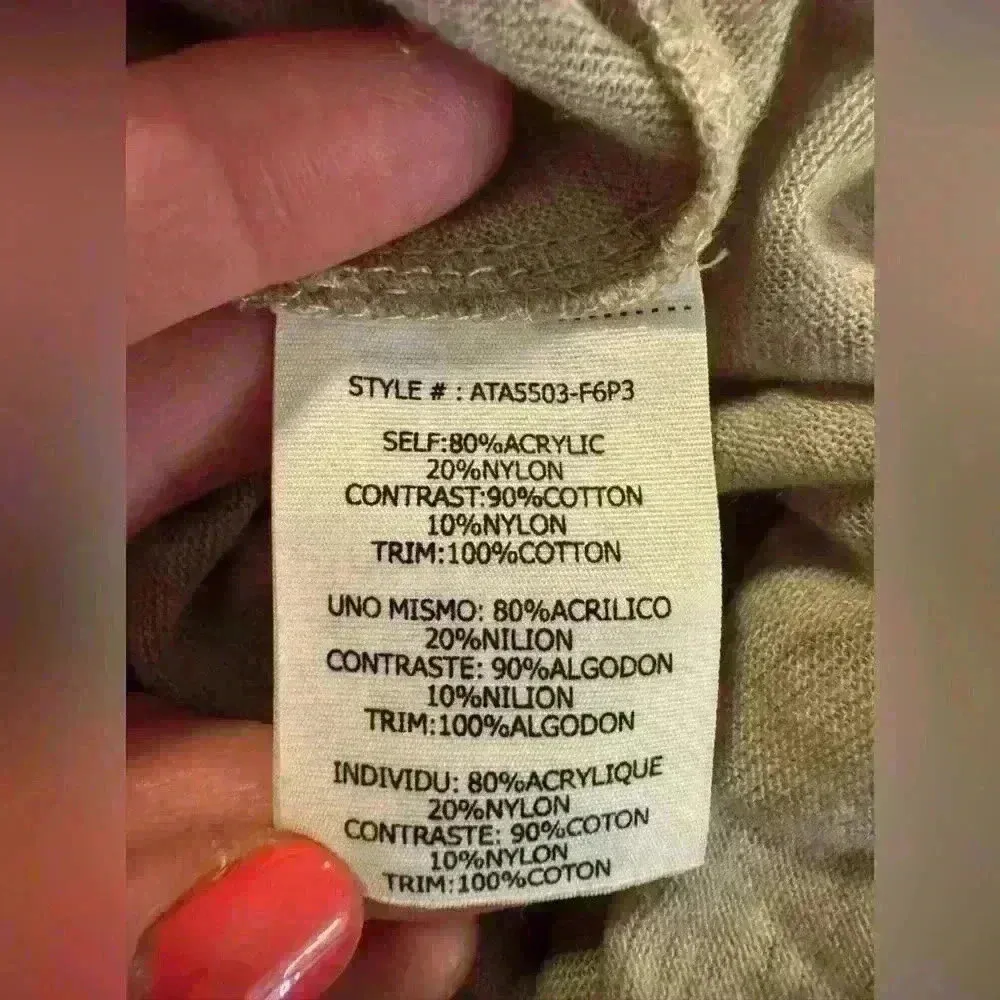 STYLE # : ATA5503-F6P3
SELF:80%ACRYLIC
20%NYLON
CONTRAST:90%COTTON
10%NYLON
TRIM:100%COTTON
UNO MISMO: 80%ACRILICO
20%NILION
CONTRASTE: 90%ALGODON
10%NILION
TRIM:100%ALGODON
INDIVIDU: 80%ACRYLIQUE
20%NYLON
CONTRASTE: 90%COTON
10%NYLON
TRIM:100%COTON